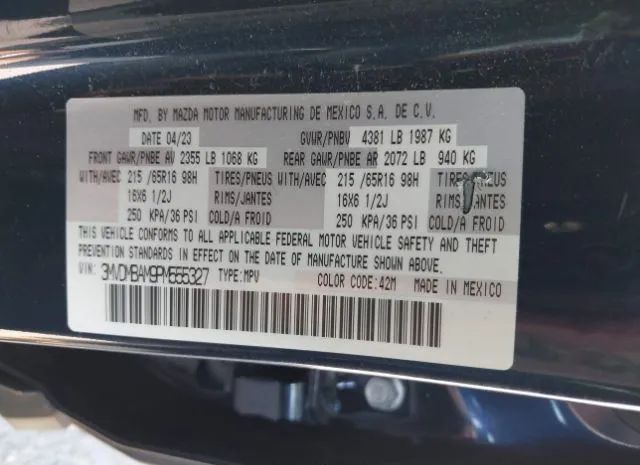 MFD. BY MAZDA MOTOR MANUFACTURING DE MEXICO S.A. DE C.V.
DATE 04/23 GVWR/PNBV 4381 LB 1987 KG
FRONT GAWR/PNBE AV 2355 LB 1068 KG REAR GAWR/PNBE AR 2072 LB 940 KG
WITH/AVEC 215 /65R16 98H TIRES/PNEUS WITH/AVEC 215 /65R16 98H TIRES/PNEUS
16X6 1/2J RIMS/JANTES 16X6 1/2J RIMS/JANTES
250 KPA/36 PSI COLD/A FROID 250 KPA/36 PSI COLD/A FROID
THIS VEHICLE CONFORMS TO ALL APPLICABLE FEDERAL MOTOR VEHICLE SAFETY AND THEFT
PREVENTION STANDARDS IN EFFECT ON THE DATE OF MANUFACTURE SHOWN ABOVE.
VIN: 3MVDMBAM9PM555327 TYPE: MPV COLOR CODE: 42M MADE IN MEXICO